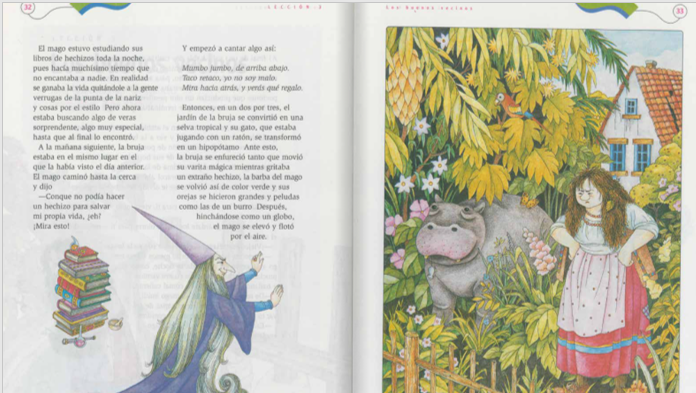 32
LECCIÓN 3
El mago estuvo estudiando sus
libros de hechizos toda la noche,
pues hacía muchísimo tiempo que
no encantaba a nadie. En realidad
se ganaba la vida quitándole a la gente
verrugas de la punta de la nariz
y cosas por el estilo Pero ahora
estaba buscando algo de veras
sorprendente, algo muy especial,
hasta que al final lo encontró.
A la mañana siguiente, la bruja
estaba en el mismo lugar en el
que la había visto el día anterior.
El mago caminó hasta la cerca
y dijo
—Conque no podía hacer
un hechizo para salvar
mi propia vida, ¿eh?
¡Mira esto!
Y empezó a cantar algo así:
Mumbo jumbo, de arriba abajo.
Taco retaco, yo no soy malo.
Mira hacia atrás, y verás qué regalo.
Entonces, en un dos por tres, el
jardín de la bruja se convirtió en una
selva tropical y su gato, que estaba
jugando con un ratón, se transformó
en un hipopótamo Ante esto,
la bruja se enfureció tanto que movió
su varita mágica mientras gritaba
un extraño hechizo, la barba del mago
se volvió así de color verde y sus
orejas se hicieron grandes y peludas
como las de un burro. Después,
hinchándose como un globo,
el mago se elevó y flotó
por el aire.
Los buenos vecinos
33